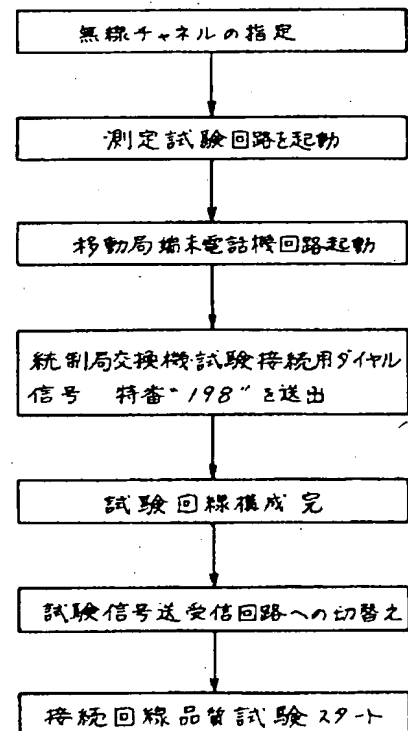 無線チャネルの指定
測定試験回路を起動
移動局端末電話機回路起動
統制局交換機・試験接続用ダイヤル
信号 特番"198"を送出
試験回線構成 完
試験信号送受信回路への切替え
接続回線品質試験スタート